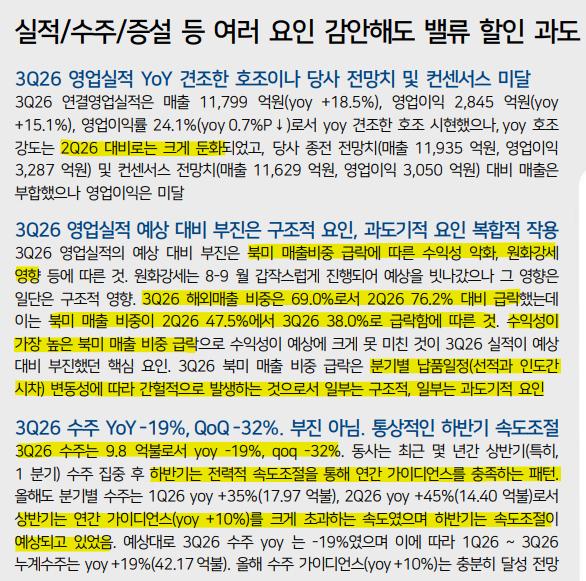 실적/수주/증설 등 여러 요인 감안해도 밸류 할인 과도
3Q26 영업실적 YoY 견조한 호조이나 당사 전망치 및 컨센서스 미달
3Q26 연결영업실적은 매출 11,799 억원(yoy +18.5%), 영업이익 2,845 억원(yoy
+15.1%), 영업이익률 24.1%(yoy 0.7%P↓)로서 yoy 견조한 호조 시현했으나, yoy 호조
강도는 2Q26 대비로는 크게 둔화되었고, 당사 종전 전망치(매출 11,935 억원, 영업이익
3,287 억원) 및 컨센서스 전망치(매출 11,629 억원, 영업이익 3,050 억원) 대비 매출은
부합했으나 영업이익은 미달
3Q26 영업실적 예상 대비 부진은 구조적 요인, 과도기적 요인 복합적 작용
3Q26 영업실적의 예상 대비 부진은 북미 매출비중 급락에 따른 수익성 악화, 원화강세
영향 등에 따른 것. 원화강세는 8-9 월 갑작스럽게 진행되어 예상을 빗나갔으나 그 영향은
일단은 구조적 영향. 3Q26 해외매출 비중은 69.0%로서 2Q26 76.2% 대비 급락했는데
이는 북미 매출 비중이 2Q26 47.5%에서 3Q26 38.0%로 급락함에 따른 것. 수익성이
가장 높은 북미 매출 비중 급락으로 수익성이 예상에 크게 못 미친 것이 3Q26 실적이 예상
대비 부진했던 핵심 요인. 3Q26 북미 매출 비중 급락은 분기별 납품일정(선적과 인도간
시차) 변동성에 따라 간헐적으로 발생하는 것으로서 일부는 구조적, 일부는 과도기적 요인
3Q26 수주 YoY -19%, QoQ -32%. 부진 아님. 통상적인 하반기 속도조절
3Q26 수주는 9.8 억불로서 yoy -19%, qoq -32%. 동사는 최근 몇 년간 상반기(특히,
1 분기) 수주 집중 후 하반기는 전략적 속도조절을 통해 연간 가이디언스를 충족하는 패턴.
올해도 분기별 수주는 1Q26 yoy +35%(17.97 억불), 2Q26 yoy +45%(14.40 억불)로서
상반기는 연간 가이디언스(yoy +10%)를 크게 초과하는 속도였으며 하반기는 속도조절이
예상되고 있었음. 예상대로 3Q26 수주 yoy 는 -19%였으며 이에 따라 1Q26 ~ 3Q26
누계수주는 yoy +19%(42.17 억불). 올해 수주 가이디언스(yoy +10%)는 충분히 달성 전망